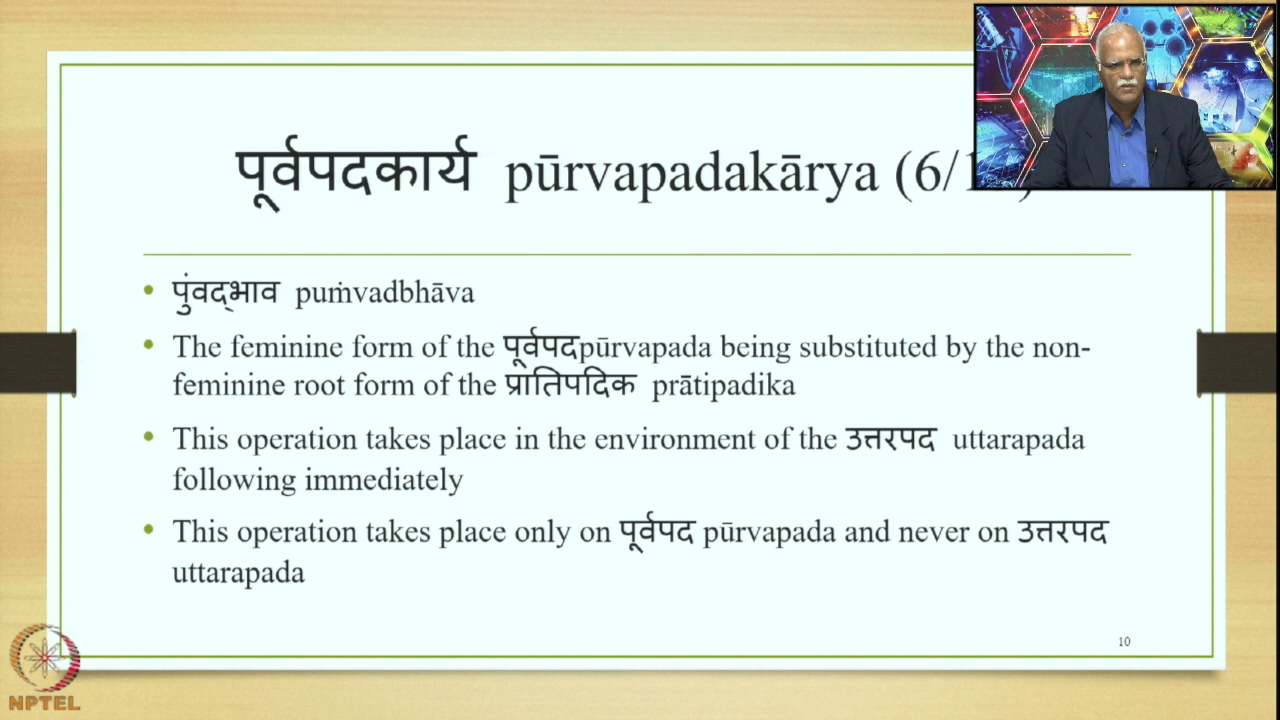 पूर्वपदकार्य pūrvapadakārya (6/
• पुंवद्भाव puṁvadbhāva
• The feminine form of the पूर्वपदpūrvapada being substituted by the non-
feminine root form of the प्रातिपदिक prātipadika
• This operation takes place in the environment of the उत्तरपद uttarapada
following immediately
• This operation takes place only on पूर्वपद pūrvapada and never on उत्तरपद
uttarapada
10
NPTEL